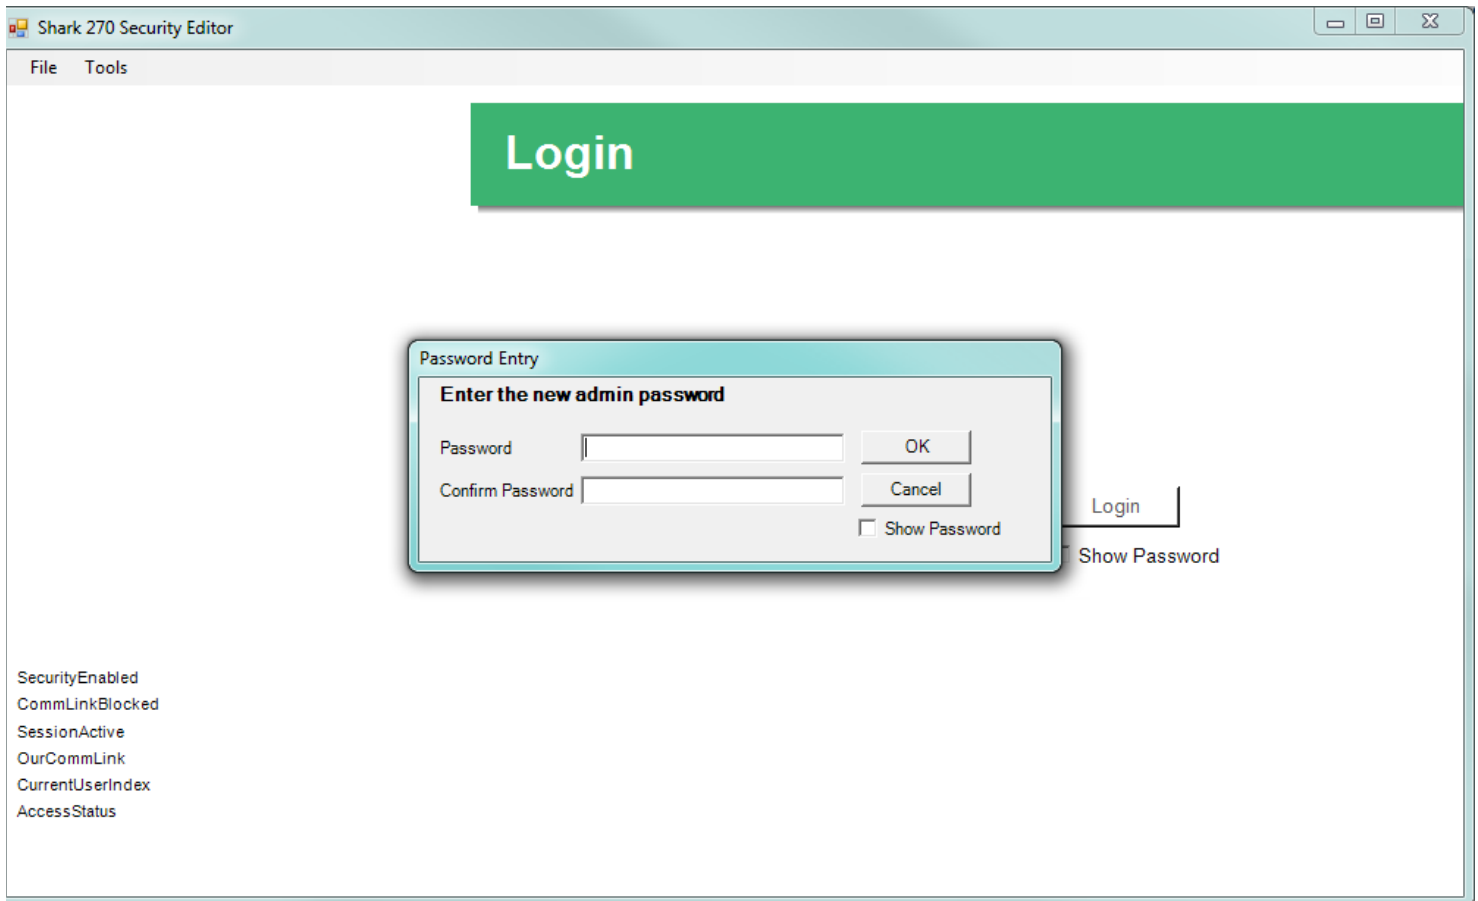 Shark 270 Security Editor
File Tools
Login
Password Entry
Enter the new admin password
Password
OK
Confirm Password
Cancel
Show Password
Login
Show Password
SecurityEnabled
CommLinkBlocked
SessionActive
OurCommLink
CurrentUserIndex
AccessStatus